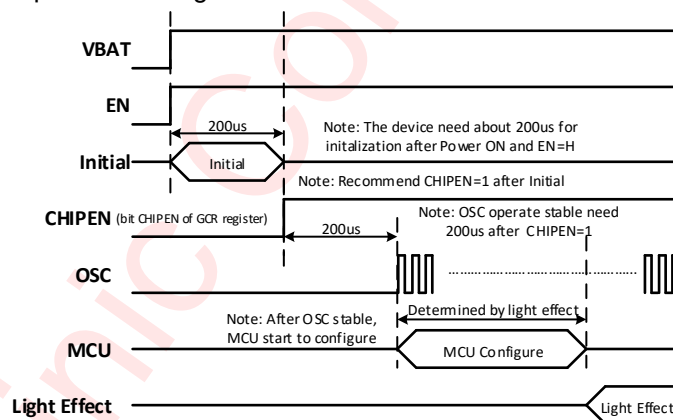 VBAT
EN
200us
Note: The device need about 200us for
initalization after Power ON and EN=H
Initial
Initial
Note: Recommend CHIPEN=1 after Initial
CHIPEN (bit CHIPEN of GCR register)
200us
Note: OSC operate stable need
200us after CHIPEN=1
OSC
Note: After OSC stable,
MCU start to configure
Determined by light effect
MCU
MCU Configure
Light Effect
Light Effect